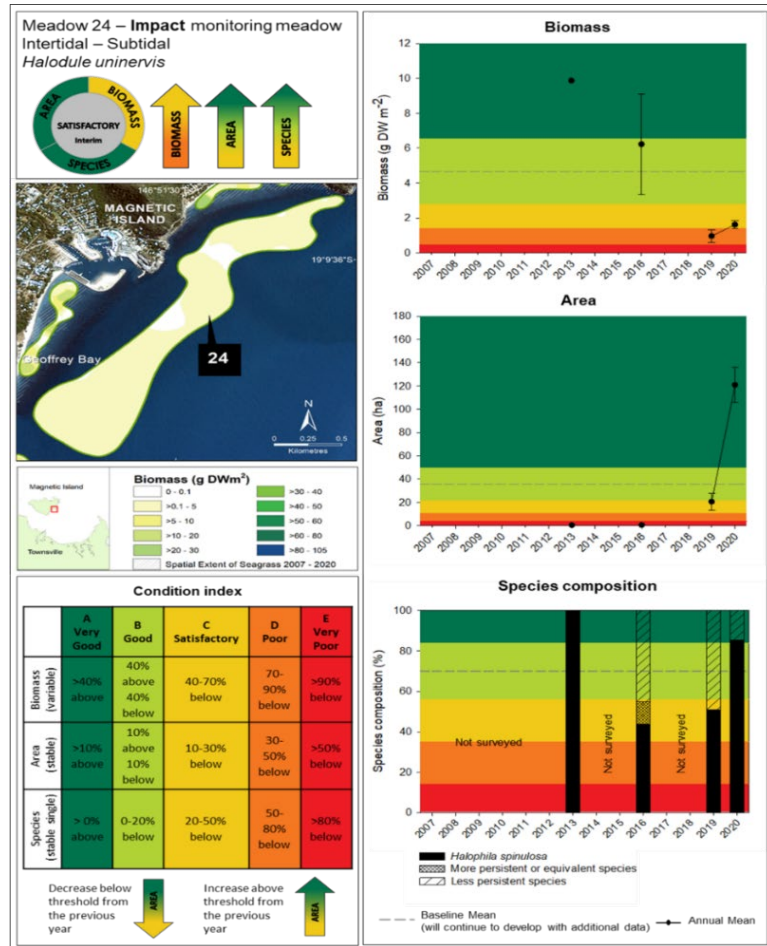 Meadow 24 – Impact monitoring meadow
Intertidal – Subtidal
Halodule uninervis
AREA
BIOMASS
SPECIES
SATISFACTORY
Interim
BIOMASS
AREA
SPECIES
146°51'30"E
MAGNETIC
ISLAND
19°9'36"S
24
Geoffrey Bay
N
0 0.25 0.5
Kilometres
Magnetic Island
Townsville
Biomass (g DWm²)
0 - 0.1
>0.1 - 5
>5 - 10
>10 - 20
>20 - 30
>30 - 40
>40 - 50
>50 - 60
>60 - 80
>80 - 105
Spatial Extent of Seagrass 2007 - 2020
Condition index
A Very Good
B Good
C Satisfactory
D Poor
E Very Poor
Biomass (variable)
>40% above
40% above 40% below
40-70% below
70-90% below
>90% below
Area (stable)
>10% above
10% above 10% below
10-30% below
30-50% below
>50% below
Species (stable single)
> 0% above
0-20% below
20-50% below
50-80% below
>80% below
Decrease below threshold from the previous year
AREA
Increase above threshold from the previous year
AREA
Biomass
Biomass (g DW m⁻²)
12
10
8
6
4
2
0
2007 2008 2009 2010 2011 2012 2013 2014 2015 2016 2017 2018 2019 2020
Area
Area (ha)
180
160
140
120
100
80
60
40
20
0
2007 2008 2009 2010 2011 2012 2013 2014 2015 2016 2017 2018 2019 2020
Species composition
Species composition (%)
100
80
60
40
20
0
Not surveyed
Not surveyed
Not surveyed
2007 2008 2009 2010 2011 2012 2013 2014 2015 2016 2017 2018 2019 2020
Halophila spinulosa
More persistent or equivalent species
Less persistent species
Baseline Mean
(will continue to develop with additional data)
Annual Mean